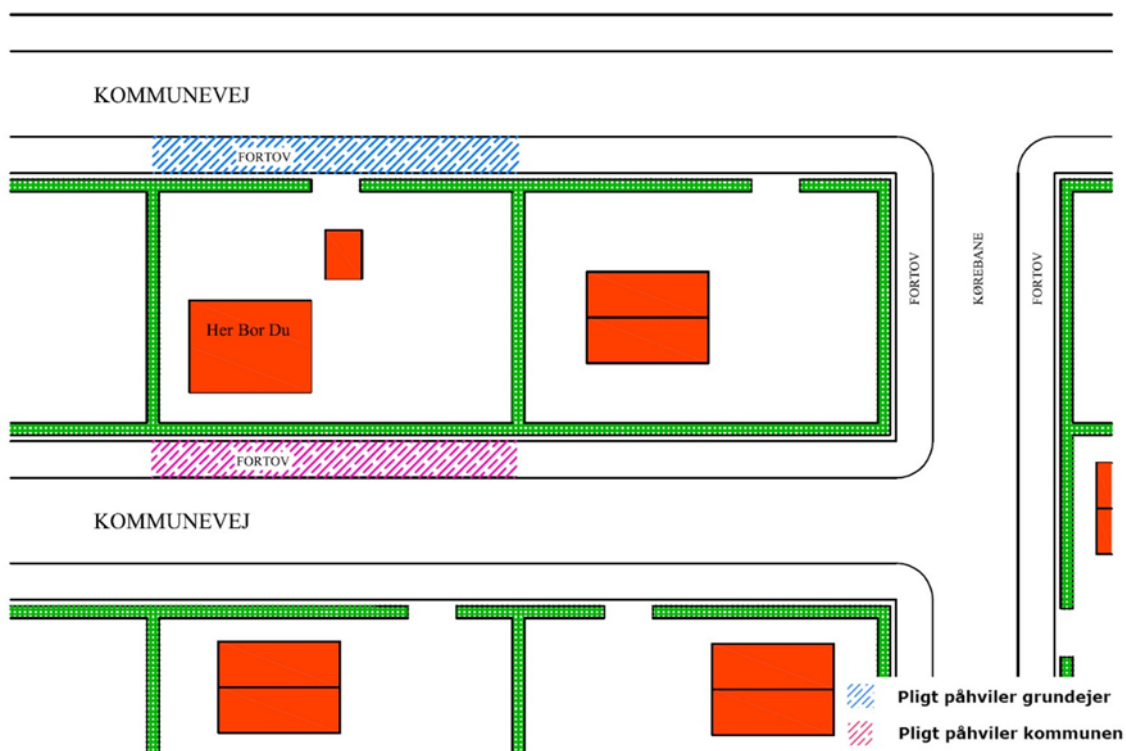 KOMMUNEVEJ
FORTOV
Her Bor Du
FORTOV
KØREBANE
FORTOV
FORTOV
KOMMUNEVEJ
Pligt påhviler grundejer
Pligt påhviler kommunen